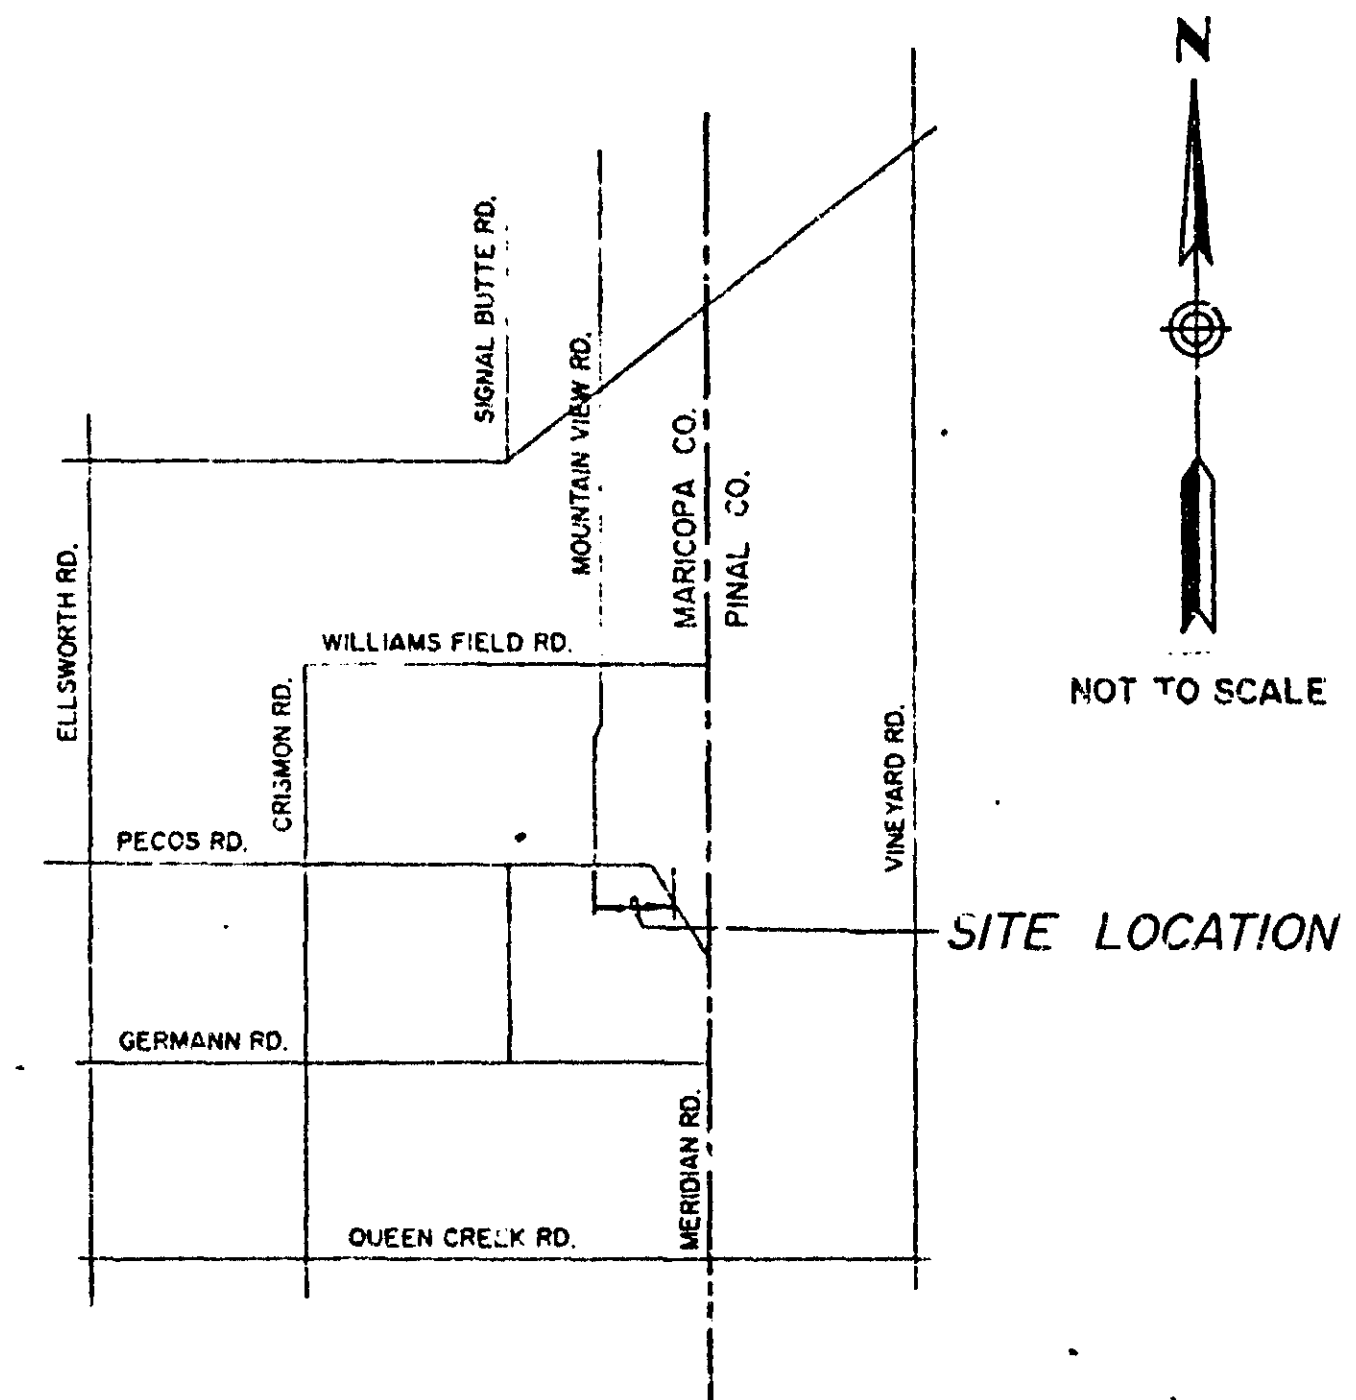 N
SIGNAL BUTTE RD.
MOUNTAIN VIEW RD.
MARICOPA CO.
PINAL CO.
ELLSWORTH RD.
WILLIAMS FIELD RD.
NOT TO SCALE
CRISMON RD.
VINEYARD RD.
PECOS RD.
SITE LOCATION
GERMANN RD.
MERIDIAN RD.
QUEEN CREEK RD.